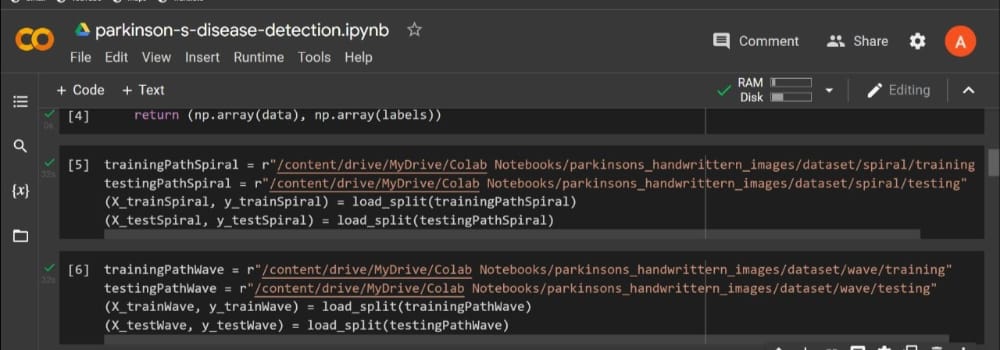 parkinson-s-disease-detection.ipynb
File Edit View Insert Runtime Tools Help
Comment
Share
A
+ Code + Text
RAM
Disk
Editing
[4] return (np.array(data), np.array(labels))
0s
[5] trainingPathSpiral = r"/content/drive/MyDrive/Colab Notebooks/parkinsons_handwrittern_images/dataset/spiral/training
33s
testingPathSpiral = r"/content/drive/MyDrive/Colab Notebooks/parkinsons_handwrittern_images/dataset/spiral/testing"
(X_trainSpiral, y_trainSpiral) = load_split(trainingPathSpiral)
(X_testSpiral, y_testSpiral) = load_split(testingPathSpiral)
{x}
[6] trainingPathWave = r"/content/drive/MyDrive/Colab Notebooks/parkinsons_handwrittern_images/dataset/wave/training"
32s
testingPathWave = r"/content/drive/MyDrive/Colab Notebooks/parkinsons_handwrittern_images/dataset/wave/testing"
(X_trainWave, y_trainWave) = load_split(trainingPathWave)
(X_testWave, y_testWave) = load_split(testingPathWave)